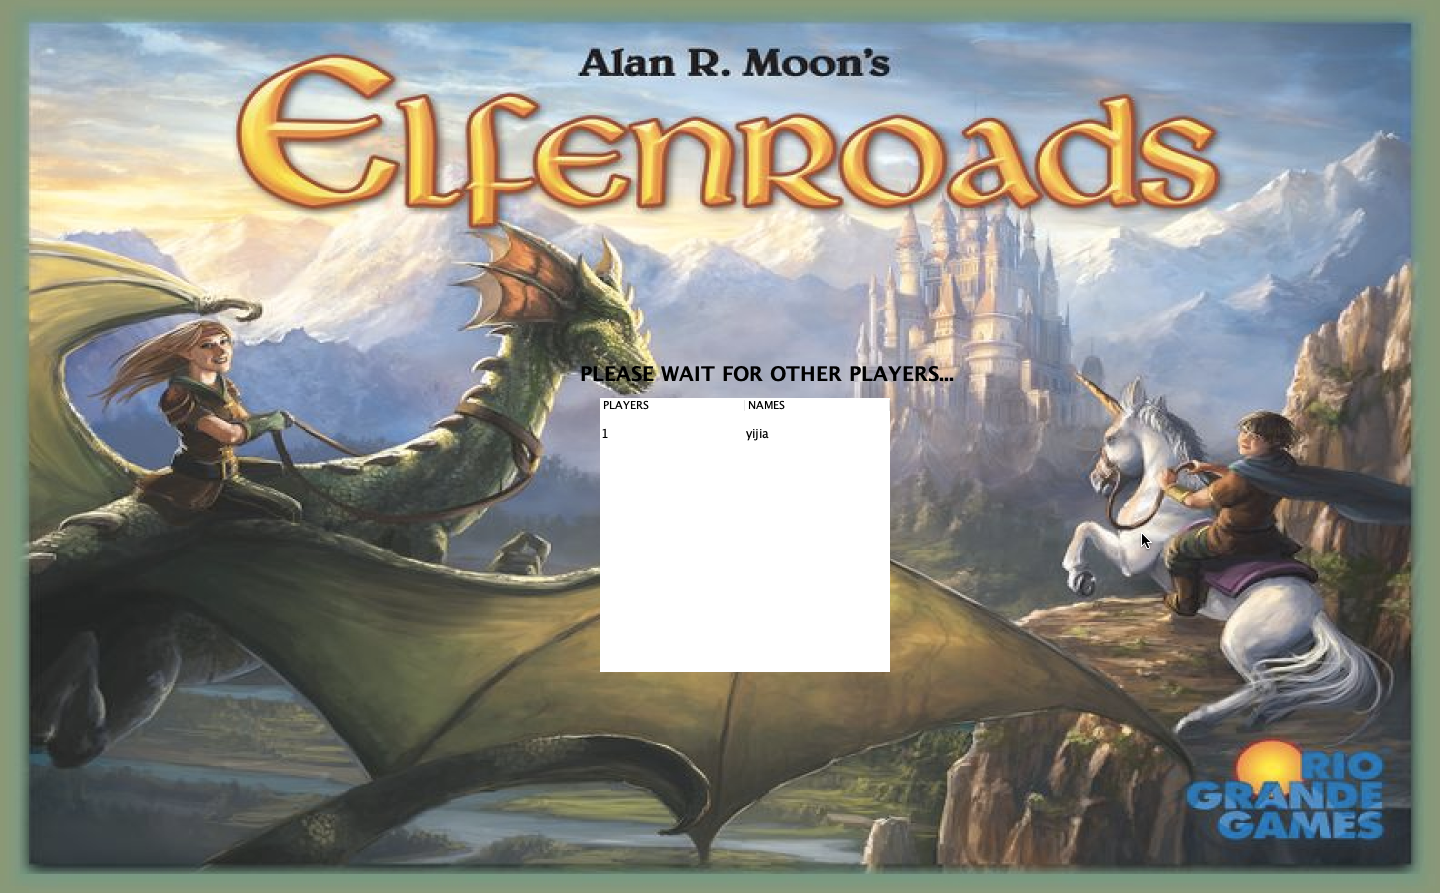 Alan R. Moon's
Elfenroads
PLEASE WAIT FOR OTHER PLAYERS...
PLAYERS NAMES
1 yijia
RIO
GRANDE
GAMES